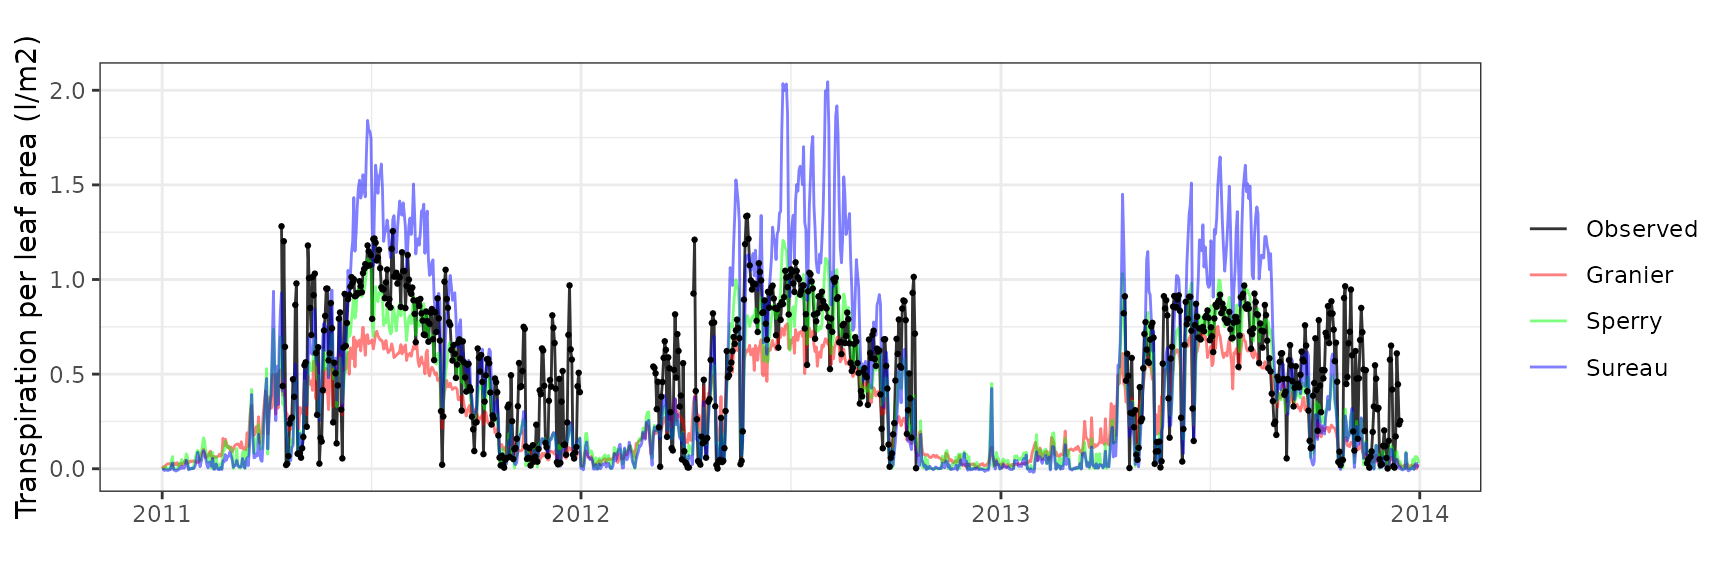 Transpiration per leaf area (l/m2)
2.0
1.5
1.0
0.5
0.0
2011
2012
2013
2014
Observed
Granier
Sperry
Sureau